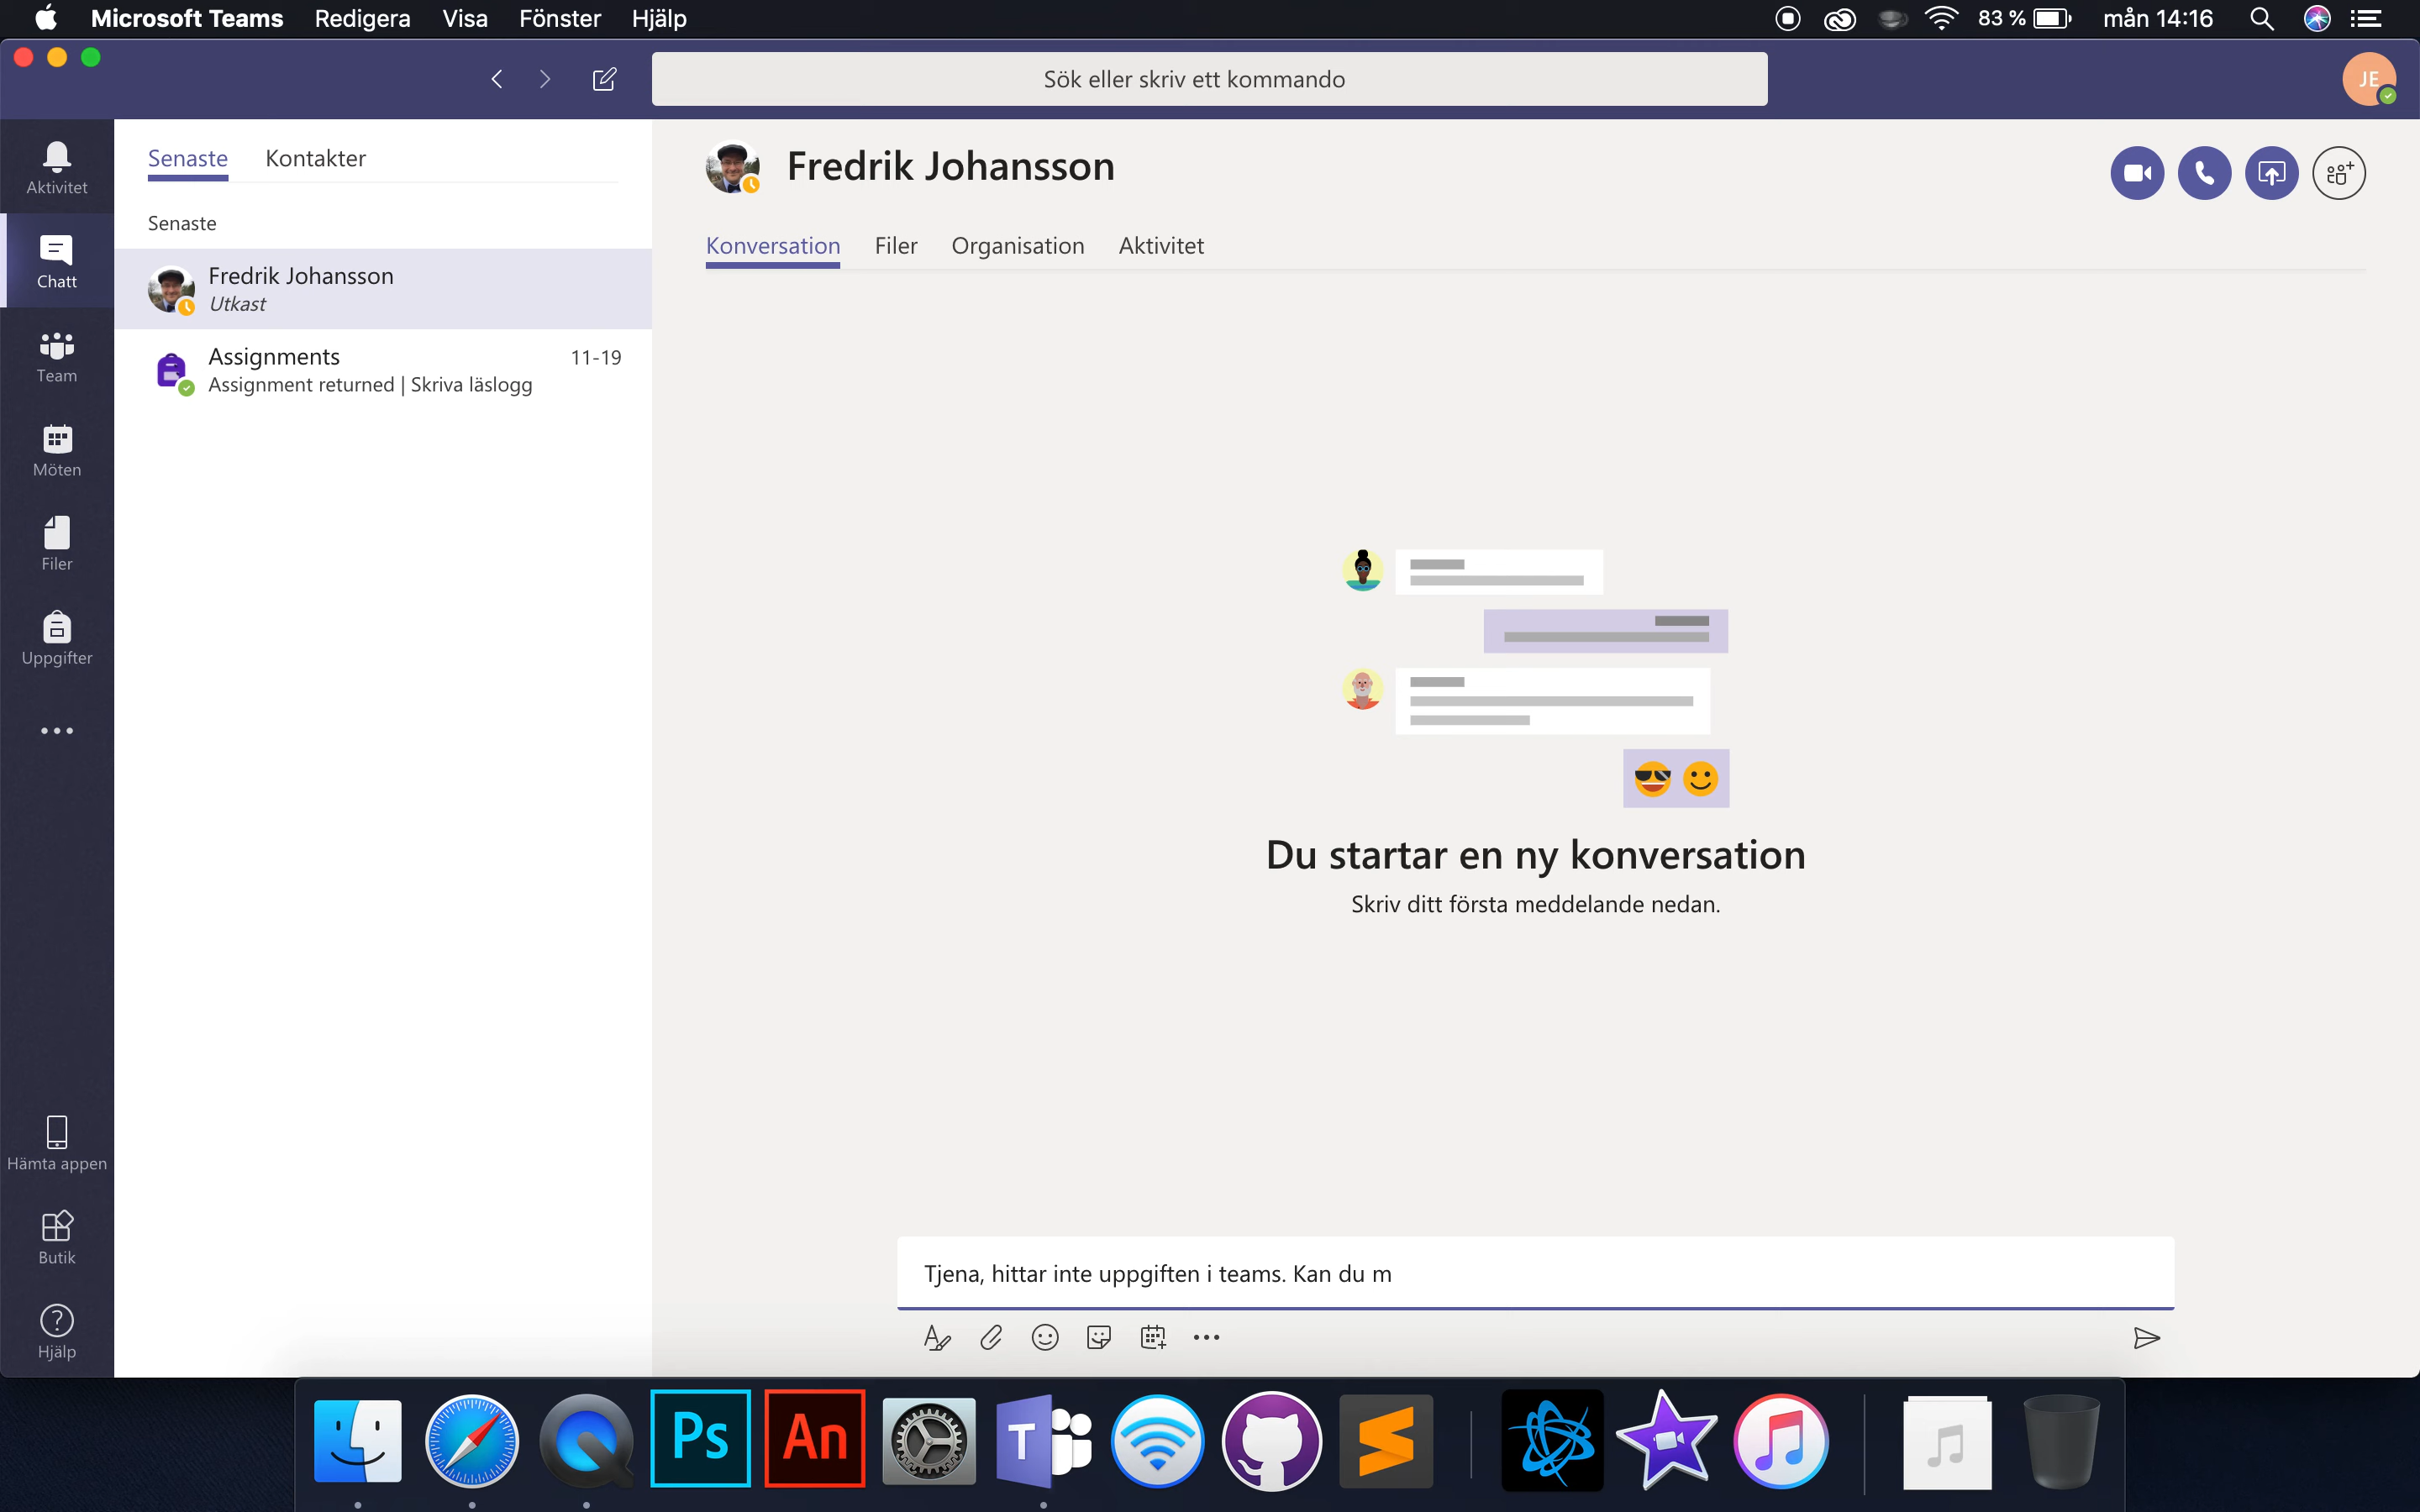 Microsoft Teams Redigera Visa Fönster Hjälp 83 % mån 14:16
Sök eller skriv ett kommando
JE
Aktivitet
Chatt
Team
Möten
Filer
Uppgifter
Hämta appen
Butik
Hjälp
Senaste Kontakter
Senaste
Fredrik Johansson
Utkast
Assignments 11-19
Assignment returned | Skriva läslogg
Fredrik Johansson
Konversation Filer Organisation Aktivitet
Du startar en ny konversation
Skriv ditt första meddelande nedan.
Tjena, hittar inte uppgiften i teams. Kan du m
Ps An T